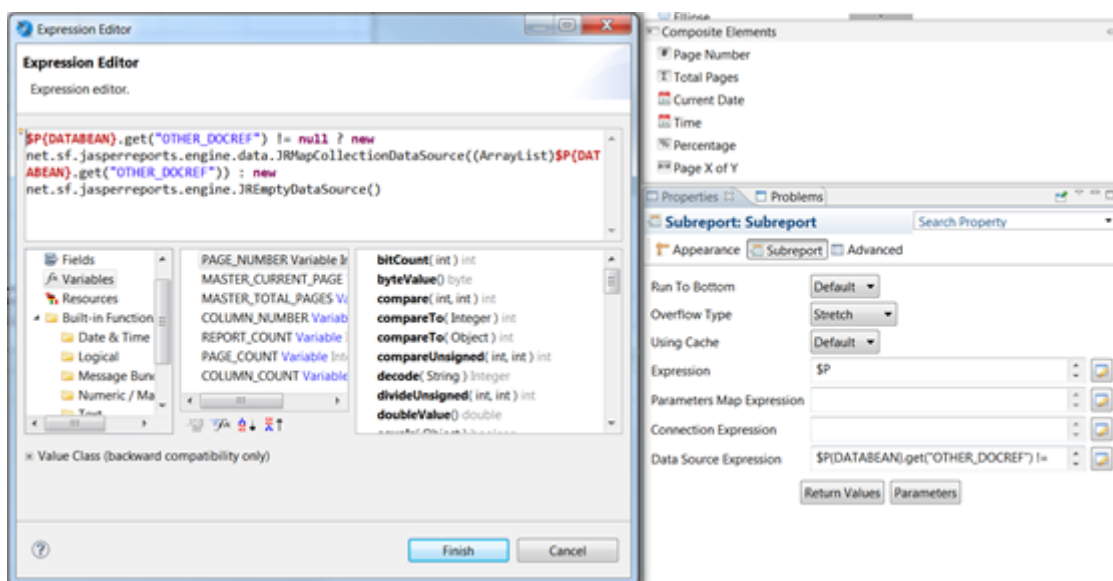 Expression Editor
Expression Editor
Expression editor.
$P{DATABEAN}.get("OTHER_DOCREF") != null ? new
net.sf.jasperreports.engine.data.JRMapCollectionDataSource((ArrayList)$P{DAT
ABEAN}.get("OTHER_DOCREF")) : new
net.sf.jasperreports.engine.JREmptyDataSource()
Fields
Variables
Resources
Built-in Function
Date & Time
Logical
Message Bun
Numeric / Ma
Text
PAGE_NUMBER Variable In
MASTER_CURRENT_PAGE
MASTER_TOTAL_PAGES Va
COLUMN_NUMBER Variab
REPORT_COUNT Variable
PAGE_COUNT Variable Int
COLUMN_COUNT Variable
bitCount( int ) int
byteValue() byte
compare( int, int ) int
compareTo( Integer ) int
compareTo( Object ) int
compareUnsigned( int, int ) int
decode( String ) Integer
divideUnsigned( int, int ) int
doubleValue() double
Value Class (backward compatibility only)
Finish
Cancel
Ellipse
Composite Elements
Page Number
Total Pages
Current Date
Time
Percentage
Page X of Y
Properties
Problems
Subreport: Subreport
Search Property
Appearance
Subreport
Advanced
Run To Bottom Default
Overflow Type Stretch
Using Cache Default
Expression $P
Parameters Map Expression
Connection Expression
Data Source Expression $P{DATABEAN}.get("OTHER_DOCREF") !=
Return Values
Parameters